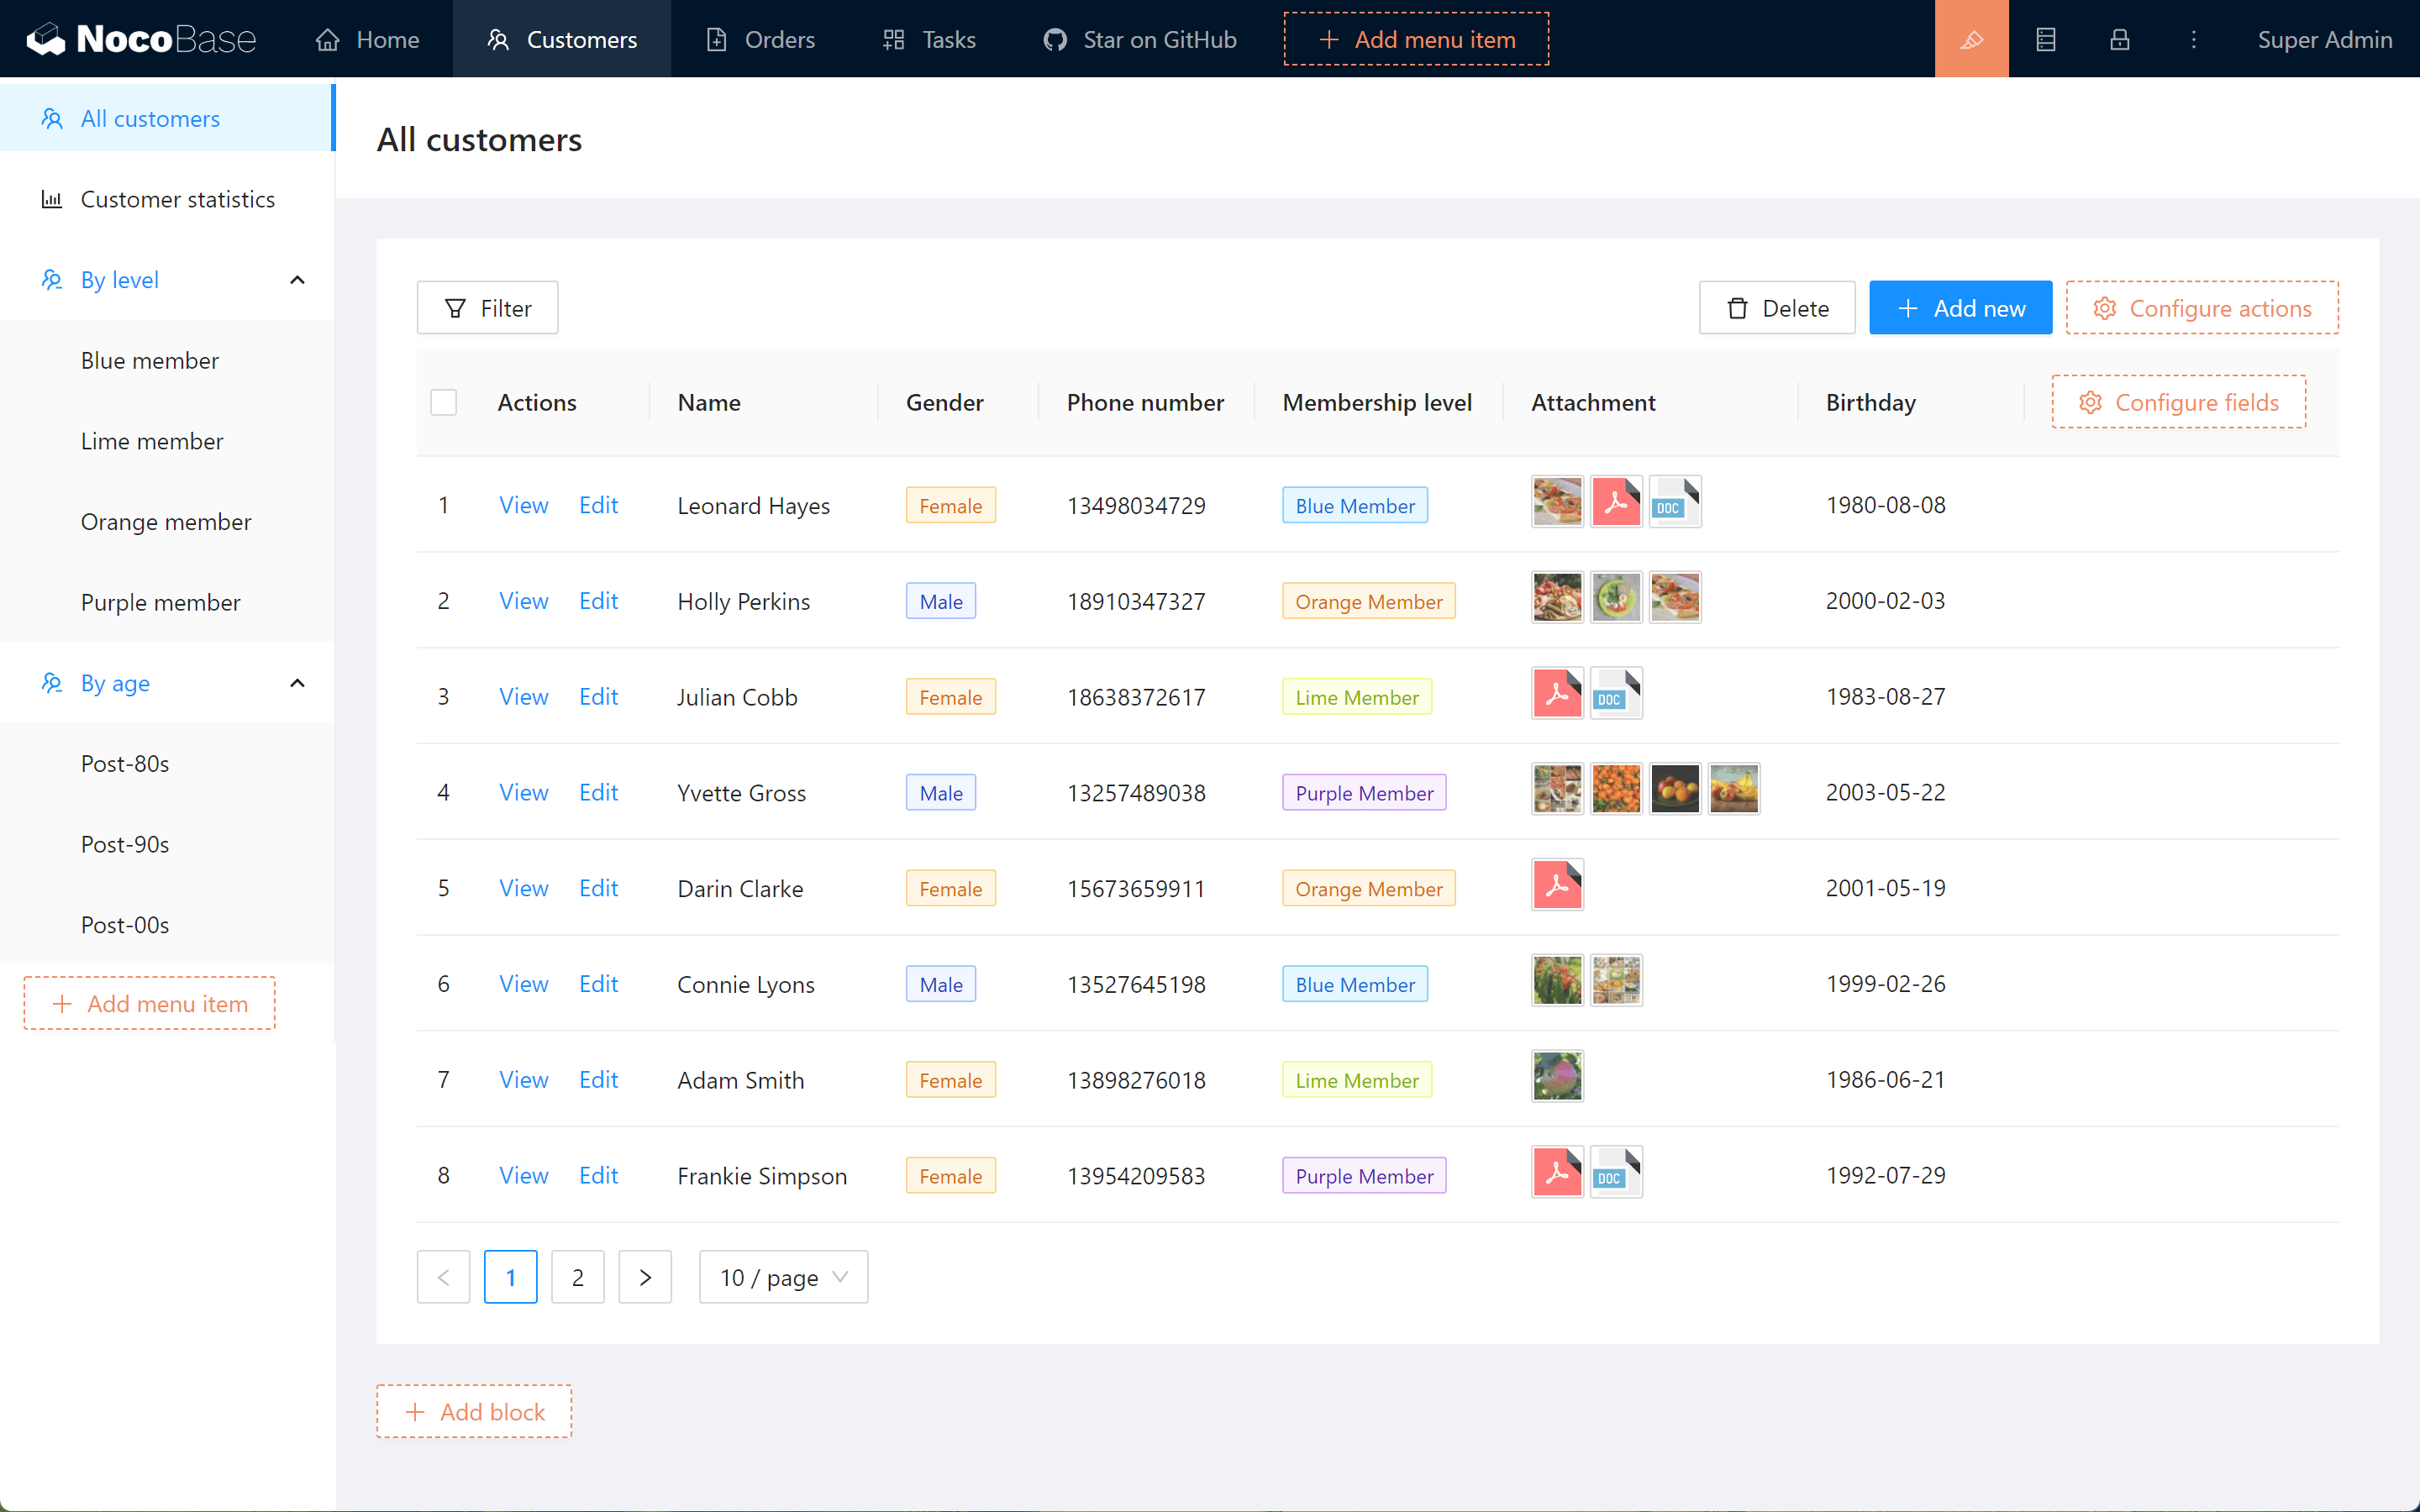 NocoBase Home Customers Orders Tasks Star on GitHub Add menu item Super Admin
All customers
Customer statistics
By level
Blue member
Lime member
Orange member
Purple member
By age
Post-80s
Post-90s
Post-00s
Add menu item
All customers
Filter Delete Add new Configure actions
Actions Name Gender Phone number Membership level Attachment Birthday Configure fields
1 View Edit Leonard Hayes Female 13498034729 Blue Member DOC 1980-08-08
2 View Edit Holly Perkins Male 18910347327 Orange Member 2000-02-03
3 View Edit Julian Cobb Female 18638372617 Lime Member DOC 1983-08-27
4 View Edit Yvette Gross Male 13257489038 Purple Member 2003-05-22
5 View Edit Darin Clarke Female 15673659911 Orange Member 2001-05-19
6 View Edit Connie Lyons Male 13527645198 Blue Member 1999-02-26
7 View Edit Adam Smith Female 13898276018 Lime Member 1986-06-21
8 View Edit Frankie Simpson Female 13954209583 Purple Member DOC 1992-07-29
1 2 10 / page
Add block